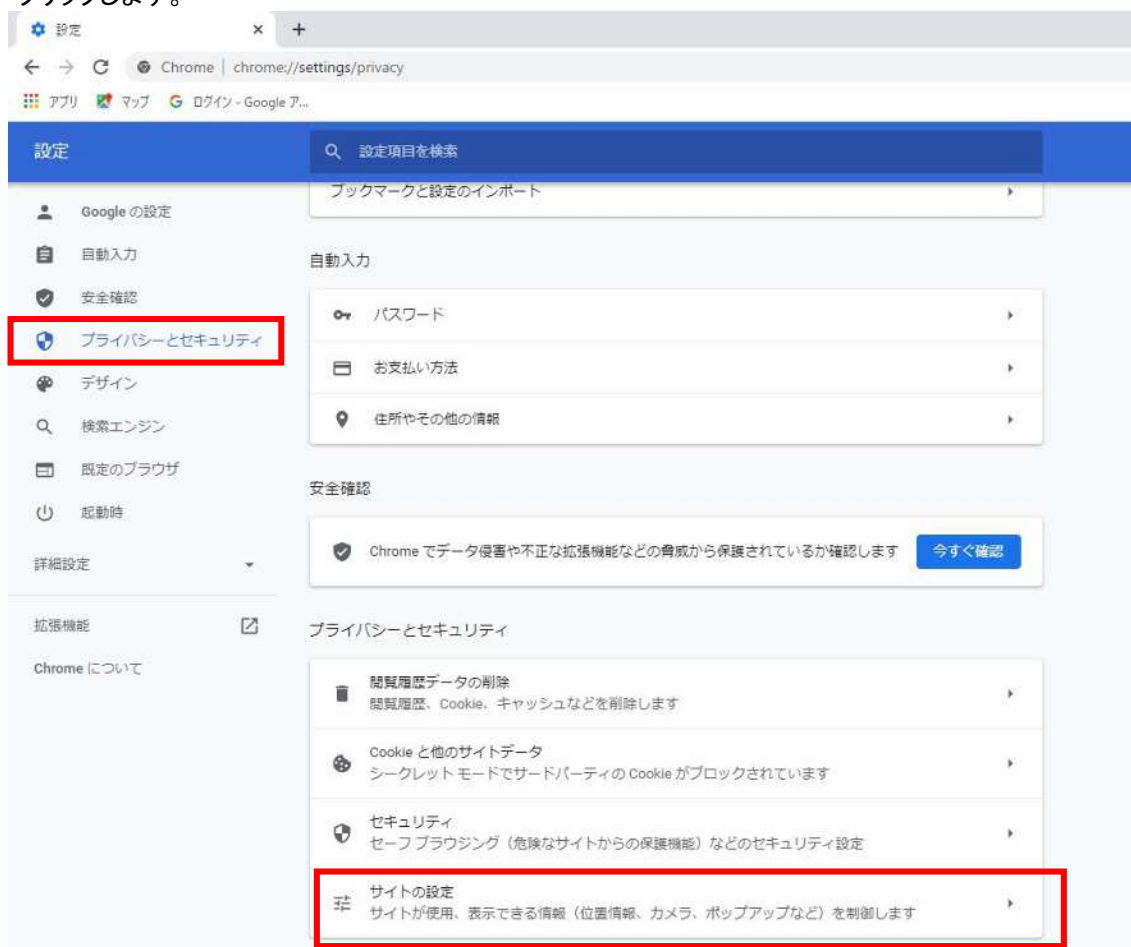 クリックします。
設定
Chrome | chrome://settings/privacy
アプリ マップ ログイン - Google ア...
設定
設定項目を検索
ブックマークと設定のインポート
Google の設定
自動入力
安全確認
プライバシーとセキュリティ
デザイン
検索エンジン
既定のブラウザ
起動時
詳細設定
拡張機能
Chrome について
自動入力
パスワード
お支払い方法
住所やその他の情報
安全確認
Chrome でデータ侵害や不正な拡張機能などの脅威から保護されているか確認します
今すぐ確認
プライバシーとセキュリティ
閲覧履歴データの削除
閲覧履歴、Cookie、キャッシュなどを削除します
Cookie と他のサイトデータ
シークレット モードでサードパーティの Cookie がブロックされています
セキュリティ
セーフ ブラウジング（危険なサイトからの保護機能）などのセキュリティ設定
サイトの設定
サイトが使用、表示できる情報（位置情報、カメラ、ポップアップなど）を制御します